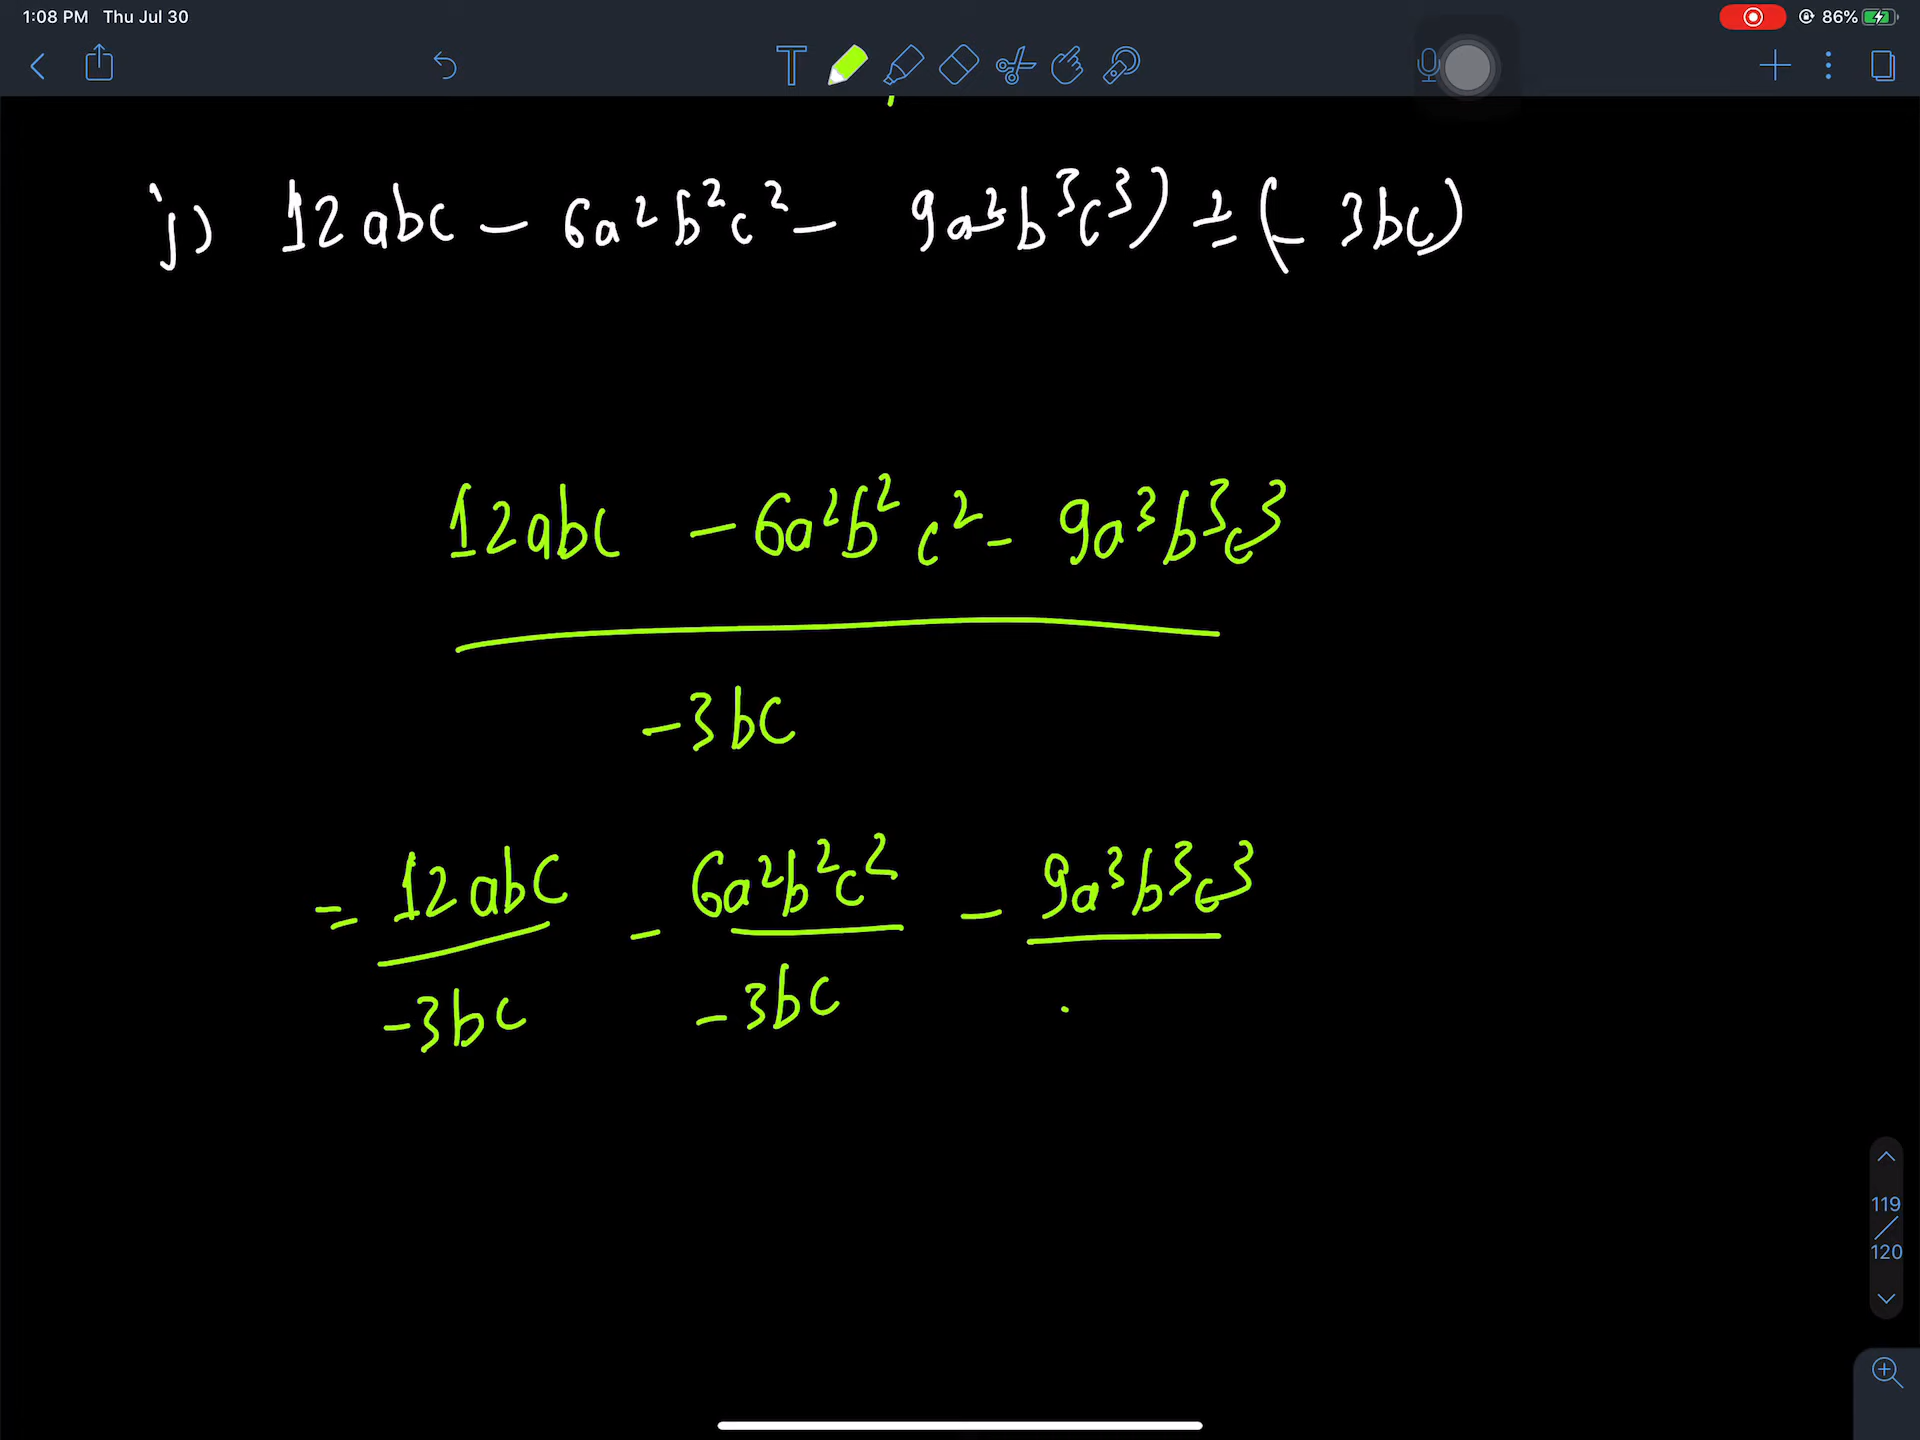 1:08 PM Thu Jul 30
86%
j) 12abc - 6a²b²c² - 9a³b³c³) ÷ (- 3bc)
12abc - 6a²b²c² - 9a³b³c³
-3bc
= 12abc - 6a²b²c² - 9a³b³c³
-3bc -3bc
119
120